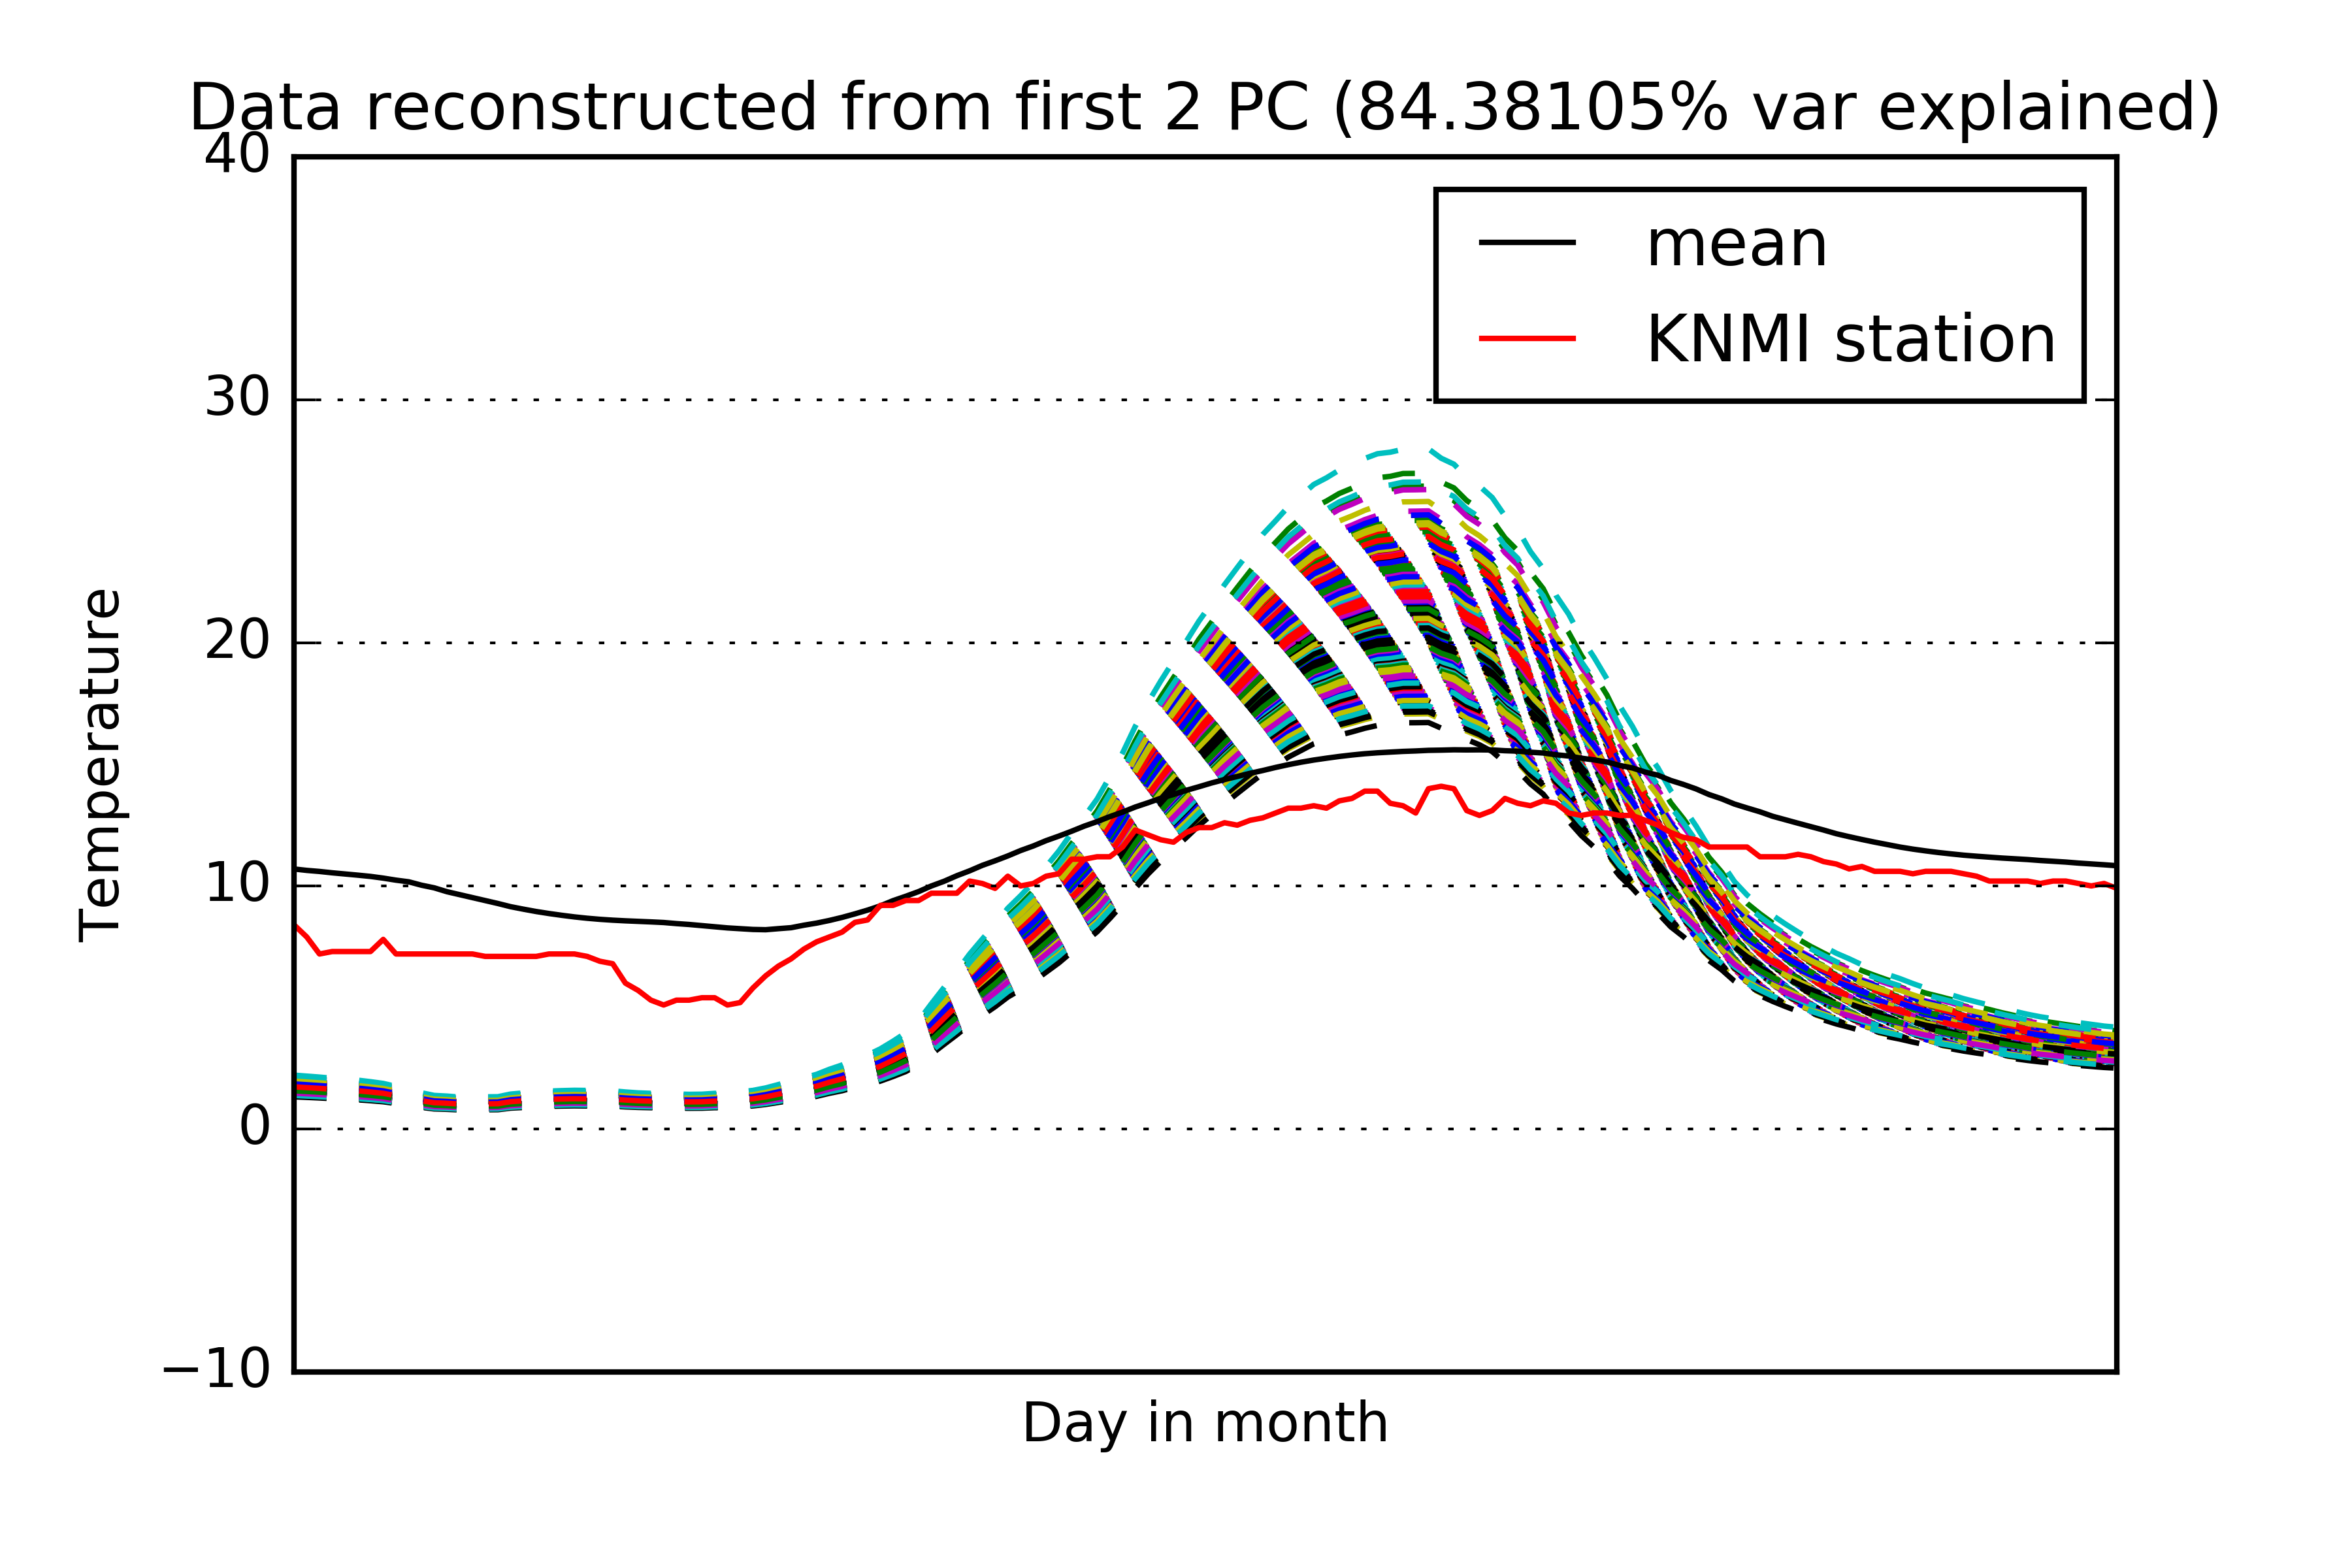 Data reconstructed from first 2 PC (84.38105% var explained)
40
30
20
10
0
−10
Temperature
mean
KNMI station
Day in month